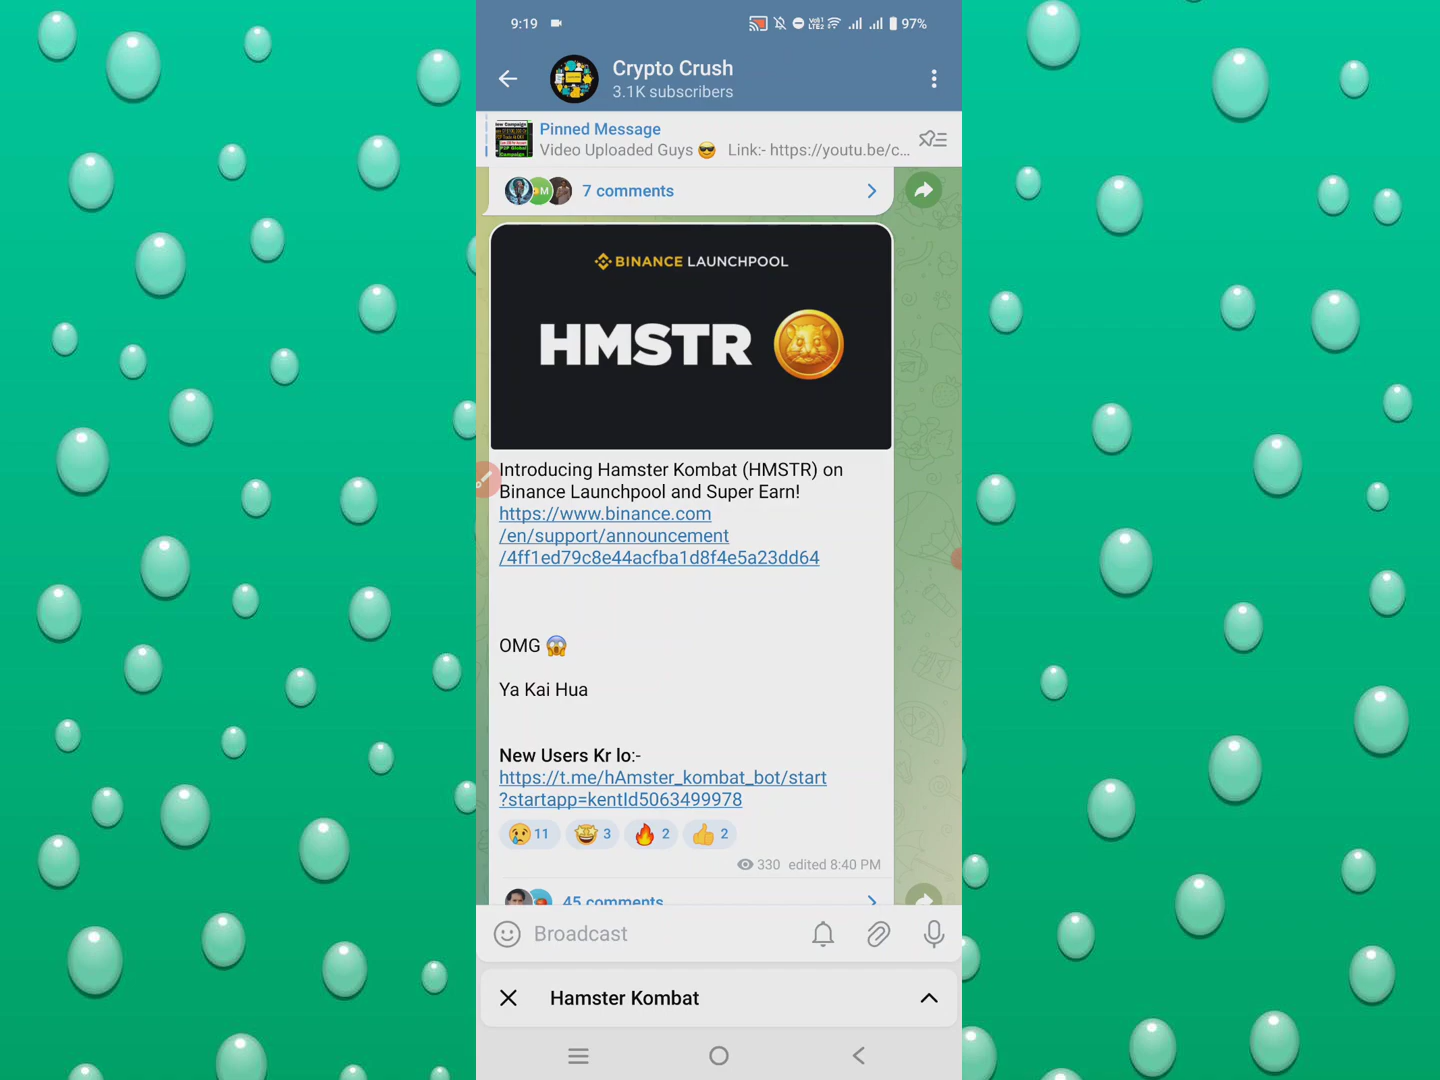 9:19
Vo1
LTE2
97%
Crypto Crush
3.1K subscribers
Pinned Message
Video Uploaded Guys 😎 Link:- https://youtu.be/c...
7 comments
BINANCE LAUNCHPOOL
HMSTR
Introducing Hamster Kombat (HMSTR) on
Binance Launchpool and Super Earn!
https://www.binance.com
/en/support/announcement
/4ff1ed79c8e44acfba1d8f4e5a23dd64
OMG 😱
Ya Kai Hua
New Users Kr lo:-
https://t.me/hAmster_kombat_bot/start
?startapp=kentId5063499978
😢 11 🤩 3 🔥 2 👍 2
330 edited 8:40 PM
45 comments
Broadcast
Hamster Kombat